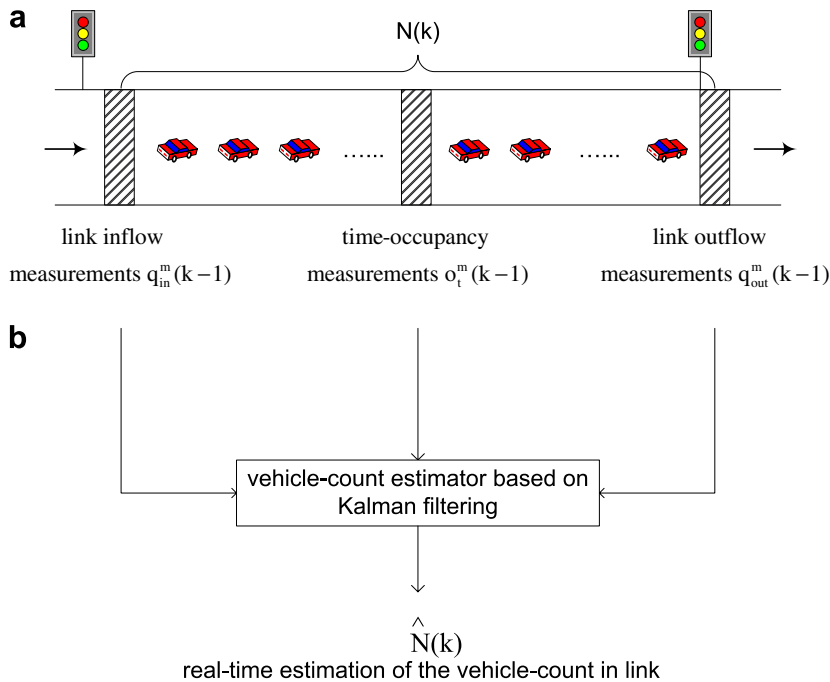 a
N(k)
...... ......
link inflow time-occupancy link outflow
measurements q_in^m(k−1) measurements o_t^m(k−1) measurements q_out^m(k−1)
b
vehicle-count estimator based on
Kalman filtering
N̂(k)
real-time estimation of the vehicle-count in link